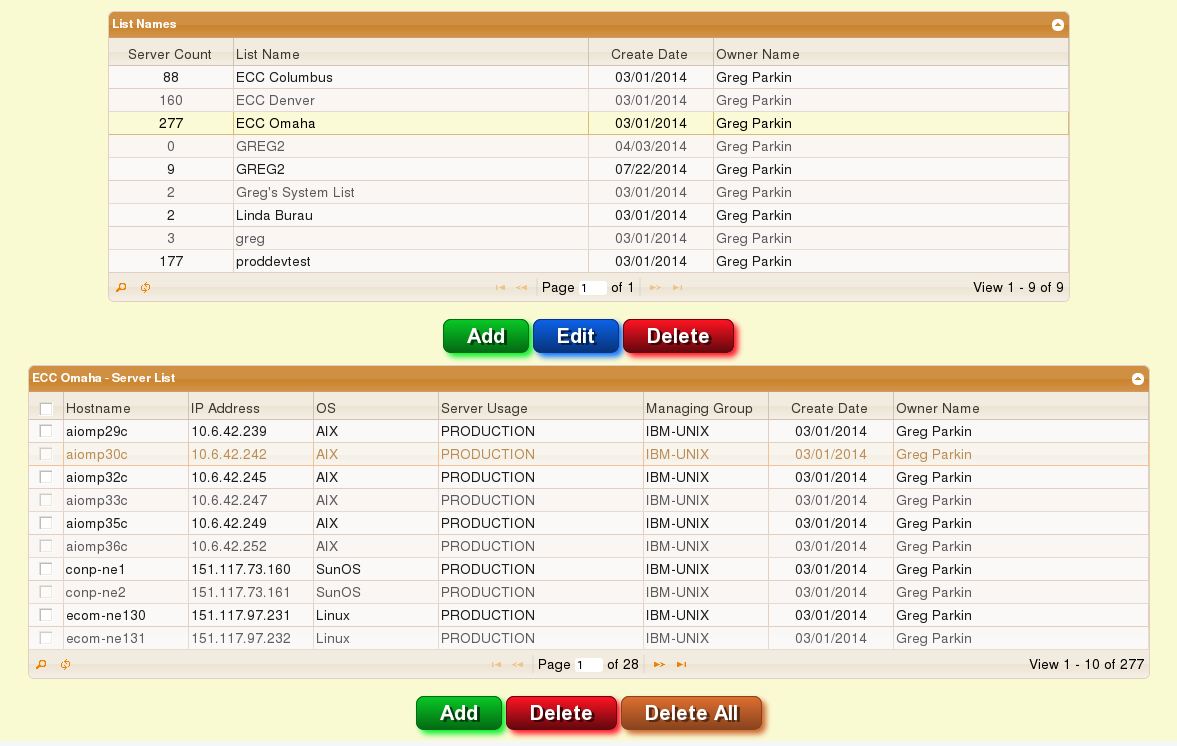 List Names
Server Count List Name Create Date Owner Name
88 ECC Columbus 03/01/2014 Greg Parkin
160 ECC Denver 03/01/2014 Greg Parkin
277 ECC Omaha 03/01/2014 Greg Parkin
0 GREG2 04/03/2014 Greg Parkin
9 GREG2 07/22/2014 Greg Parkin
2 Greg's System List 03/01/2014 Greg Parkin
2 Linda Burau 03/01/2014 Greg Parkin
3 greg 03/01/2014 Greg Parkin
177 proddevtest 03/01/2014 Greg Parkin
Page 1 of 1 View 1 - 9 of 9
Add Edit Delete
ECC Omaha - Server List
Hostname IP Address OS Server Usage Managing Group Create Date Owner Name
aiomp29c 10.6.42.239 AIX PRODUCTION IBM-UNIX 03/01/2014 Greg Parkin
aiomp30c 10.6.42.242 AIX PRODUCTION IBM-UNIX 03/01/2014 Greg Parkin
aiomp32c 10.6.42.245 AIX PRODUCTION IBM-UNIX 03/01/2014 Greg Parkin
aiomp33c 10.6.42.247 AIX PRODUCTION IBM-UNIX 03/01/2014 Greg Parkin
aiomp35c 10.6.42.249 AIX PRODUCTION IBM-UNIX 03/01/2014 Greg Parkin
aiomp36c 10.6.42.252 AIX PRODUCTION IBM-UNIX 03/01/2014 Greg Parkin
conp-ne1 151.117.73.160 SunOS PRODUCTION IBM-UNIX 03/01/2014 Greg Parkin
conp-ne2 151.117.73.161 SunOS PRODUCTION IBM-UNIX 03/01/2014 Greg Parkin
ecom-ne130 151.117.97.231 Linux PRODUCTION IBM-UNIX 03/01/2014 Greg Parkin
ecom-ne131 151.117.97.232 Linux PRODUCTION IBM-UNIX 03/01/2014 Greg Parkin
Page 1 of 28 View 1 - 10 of 277
Add Delete Delete All